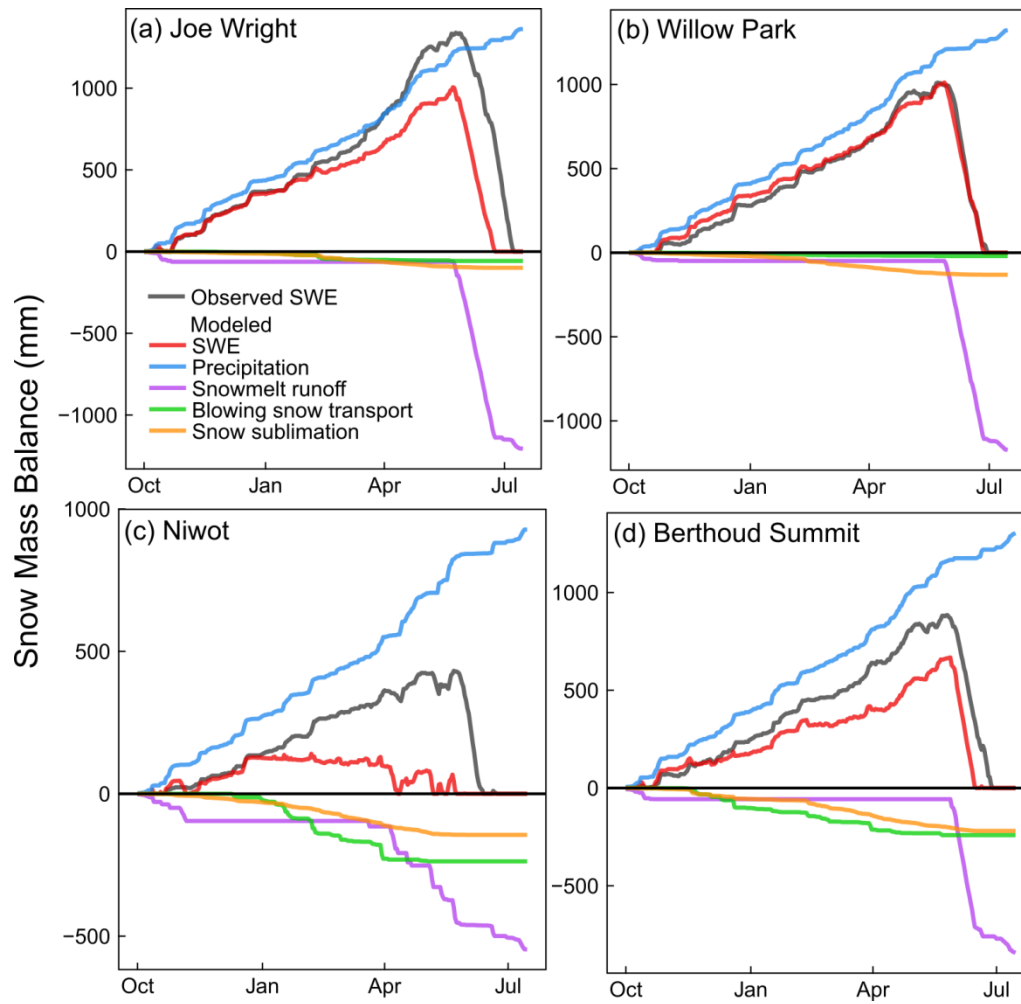 Snow Mass Balance (mm)
(a) Joe Wright
1000
500
0
−500
−1000
Oct
Jan
Apr
Jul
Observed SWE
Modeled
SWE
Precipitation
Snowmelt runoff
Blowing snow transport
Snow sublimation
(b) Willow Park
1000
500
0
−500
−1000
Oct
Jan
Apr
Jul
(c) Niwot
1000
500
0
−500
Oct
Jan
Apr
Jul
(d) Berthoud Summit
1000
500
0
−500
Oct
Jan
Apr
Jul